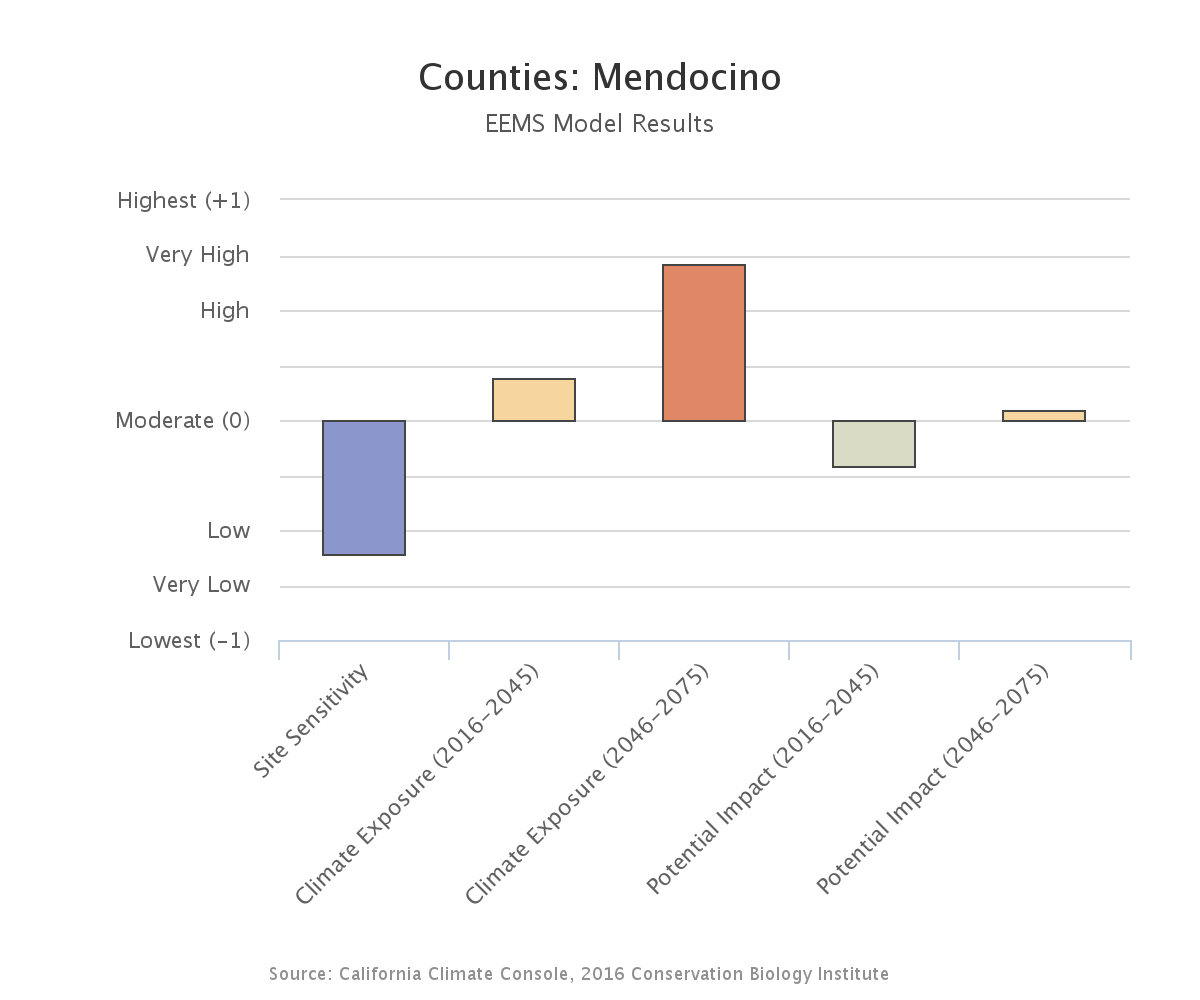 Counties: Mendocino
EEMS Model Results
Highest (+1)
Very High
High
Moderate (0)
Low
Very Low
Lowest (−1)
Site Sensitivity
Climate Exposure (2016−2045)
Climate Exposure (2046−2075)
Potential Impact (2016−2045)
Potential Impact (2046−2075)
Source: California Climate Console, 2016 Conservation Biology Institute